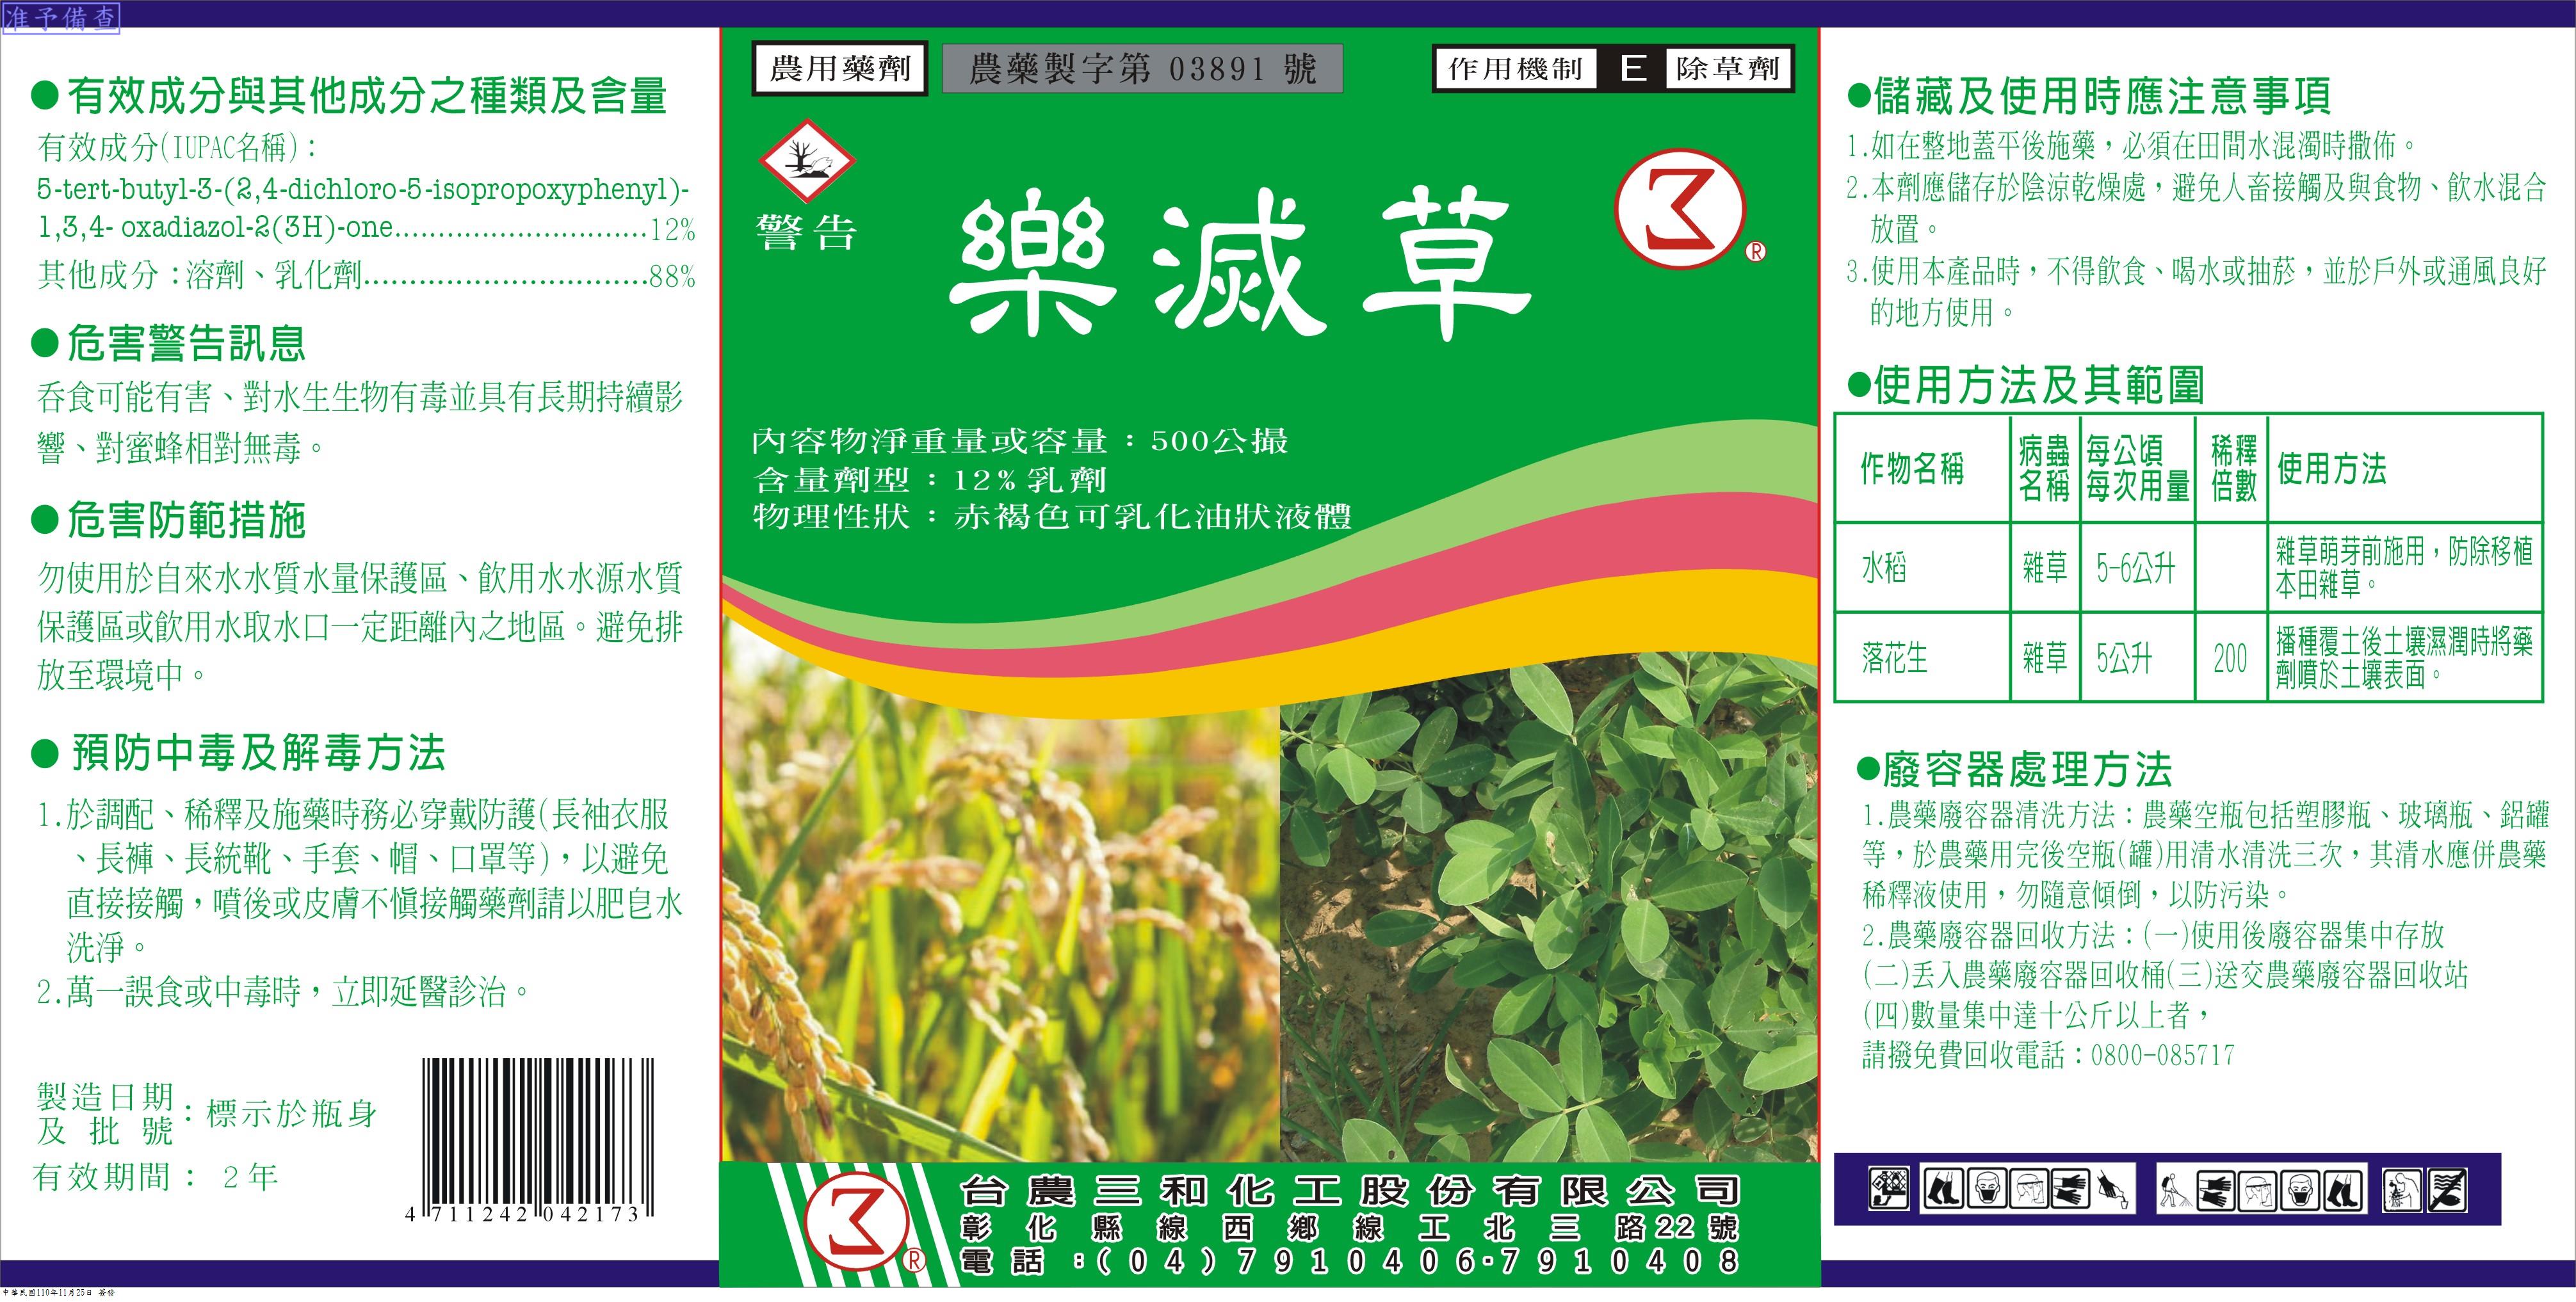 准予備查
●有效成分與其他成分之種類及含量
有效成分(IUPAC名稱)：
5-tert-butyl-3-(2,4-dichloro-5-isopropoxyphenyl)-
1,3,4- oxadiazol-2(3H)-one.............................12%
其他成分：溶劑、乳化劑...............................88%
●危害警告訊息
吞食可能有害、對水生生物有毒並具有長期持續影
響、對蜜蜂相對無毒。
●危害防範措施
勿使用於自來水水質水量保護區、飲用水水源水質
保護區或飲用水取水口一定距離內之地區。避免排
放至環境中。
●預防中毒及解毒方法
1.於調配、稀釋及施藥時務必穿戴防護(長袖衣服
、長褲、長統靴、手套、帽、口罩等)，以避免
直接接觸，噴後或皮膚不慎接觸藥劑請以肥皂水
洗淨。
2.萬一誤食或中毒時，立即延醫診治。
製造日期
及批號：標示於瓶身
有效期間：2年
4 711242 042173
中華民國110年11月25日 簽發
農用藥劑
農藥製字第 03891 號
作用機制 E 除草劑
警告
樂滅草
®
內容物淨重量或容量：500公撮
含量劑型：12%乳劑
物理性狀：赤褐色可乳化油狀液體
®
台農三和化工股份有限公司
彰化縣線西鄉線工北三路22號
電話：(04)7910406·7910408
●儲藏及使用時應注意事項
1.如在整地蓋平後施藥，必須在田間水混濁時撒佈。
2.本劑應儲存於陰涼乾燥處，避免人畜接觸及與食物、飲水混合
放置。
3.使用本產品時，不得飲食、喝水或抽菸，並於戶外或通風良好
的地方使用。
●使用方法及其範圍
作物名稱 病蟲名稱 每公頃每次用量 稀釋倍數 使用方法
水稻 雜草 5-6公升 雜草萌芽前施用，防除移植
本田雜草。
落花生 雜草 5公升 200 播種覆土後土壤濕潤時將藥
劑噴於土壤表面。
●廢容器處理方法
1.農藥廢容器清洗方法：農藥空瓶包括塑膠瓶、玻璃瓶、鋁罐
等，於農藥用完後空瓶(罐)用清水清洗三次，其清水應併農藥
稀釋液使用，勿隨意傾倒，以防污染。
2.農藥廢容器回收方法：(一)使用後廢容器集中存放
(二)丟入農藥廢容器回收桶(三)送交農藥廢容器回收站
(四)數量集中達十公斤以上者，
請撥免費回收電話：0800-085717